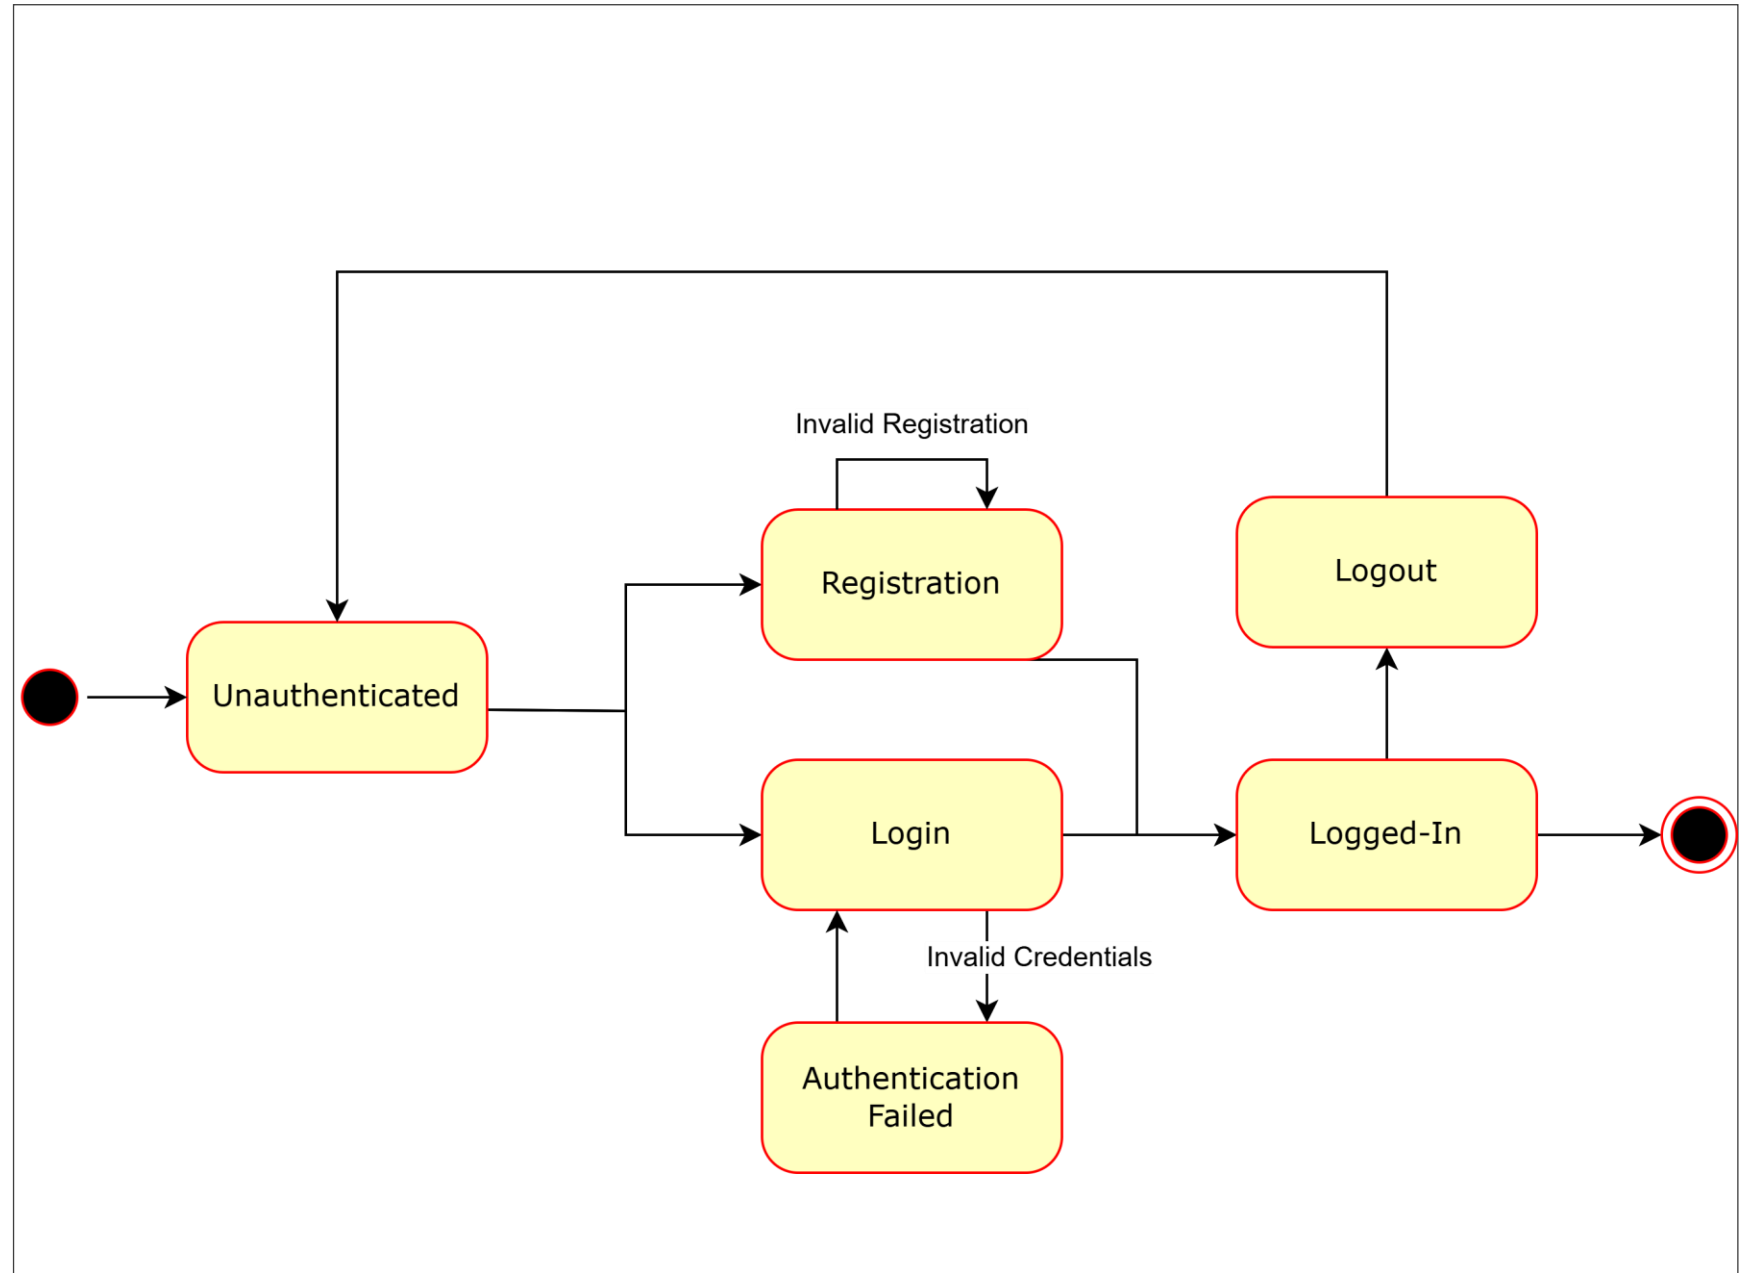 Invalid Registration
Registration
Logout
Unauthenticated
Login
Logged-In
Invalid Credentials
Authentication
Failed